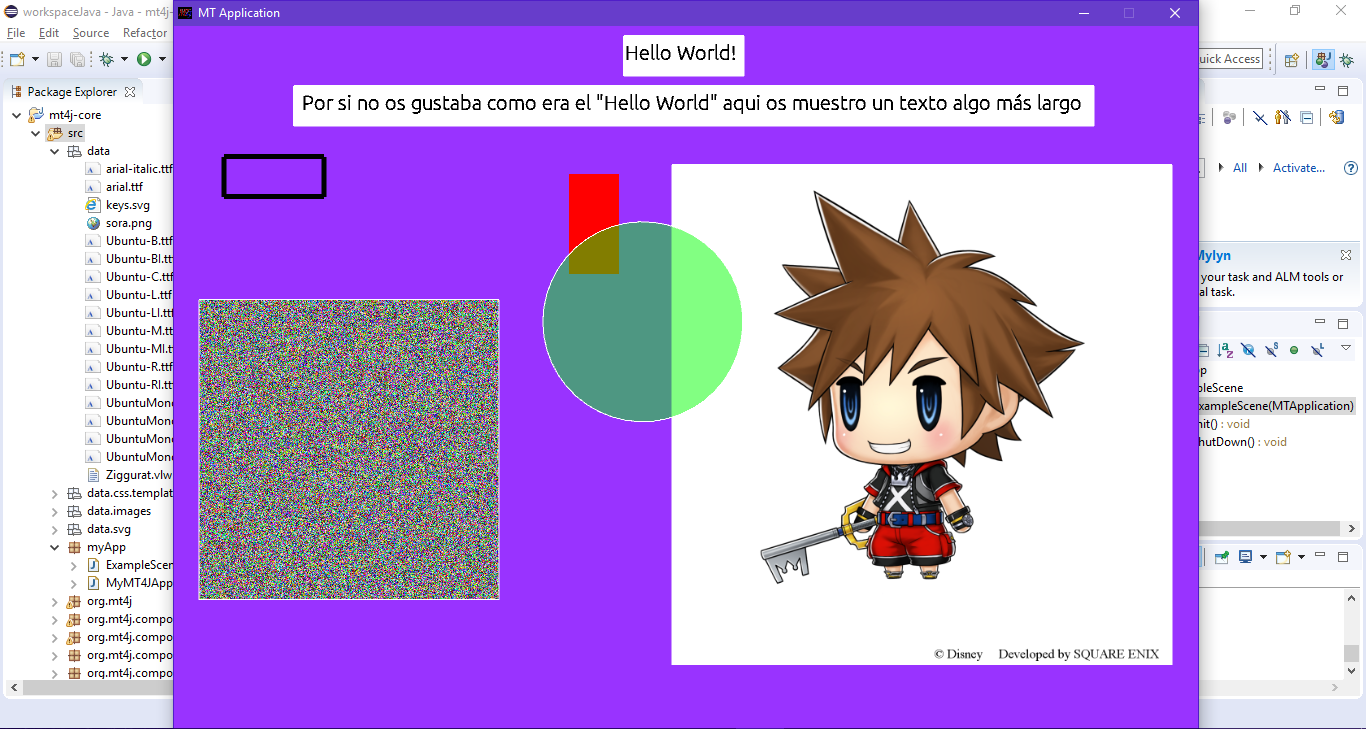 workspaceJava - Java - mt4j-
MT Application
File Edit Source Refactor
Quick Access
Package Explorer
mt4j-core
src
data
arial-italic.ttf
arial.ttf
keys.svg
sora.png
Ubuntu-B.ttf
Ubuntu-BI.ttf
Ubuntu-C.ttf
Ubuntu-L.ttf
Ubuntu-LI.ttf
Ubuntu-M.ttf
Ubuntu-MI.ttf
Ubuntu-R.ttf
Ubuntu-RI.ttf
UbuntuMono
UbuntuMono
UbuntuMono
UbuntuMono
Ziggurat.vlw
data.css.templat
data.images
data.svg
myApp
ExampleScen
MyMT4JApp
org.mt4j
org.mt4j.compo
org.mt4j.compo
org.mt4j.compo
org.mt4j.compo
Hello World!
Por si no os gustaba como era el "Hello World" aqui os muestro un texto algo más largo
© Disney Developed by SQUARE ENIX
All Activate...
Mylyn
your task and ALM tools or
al task.
pleScene
ExampleScene(MTApplication)
nit() : void
shutDown() : void